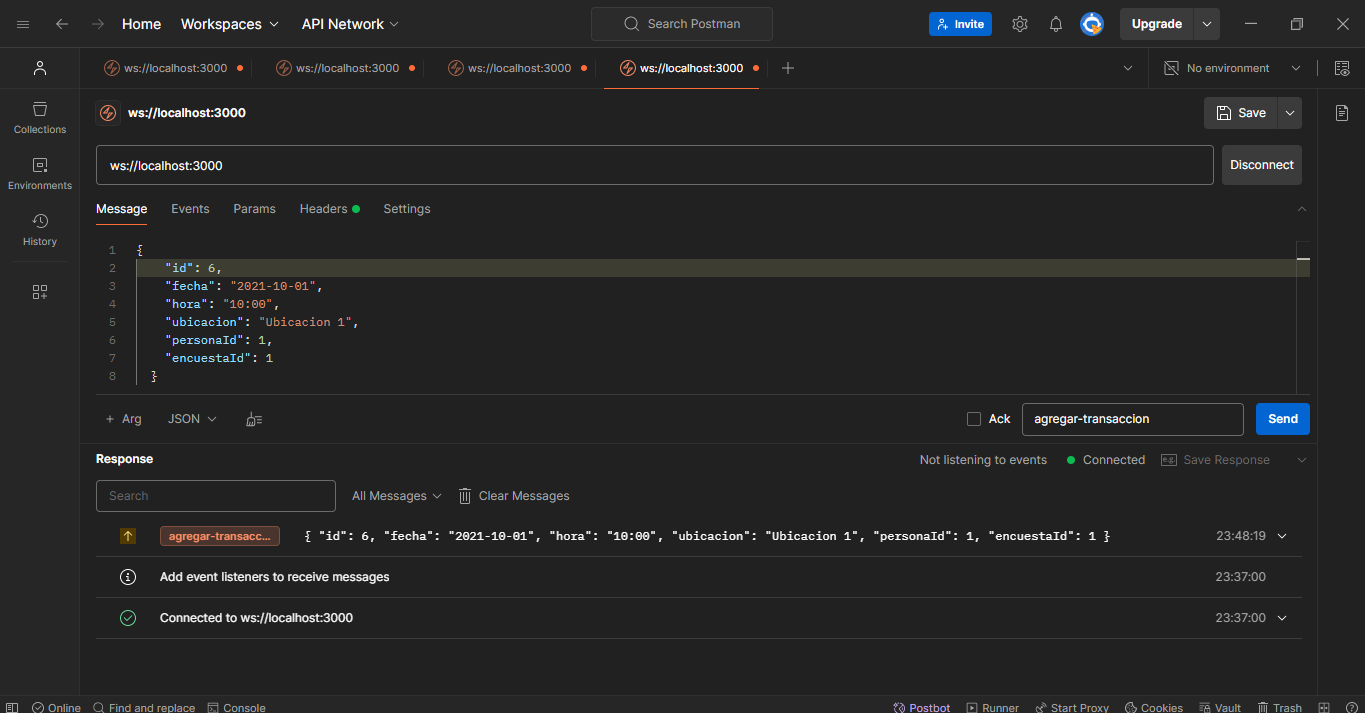 Home Workspaces API Network Search Postman Invite Upgrade
ws://localhost:3000 ws://localhost:3000 ws://localhost:3000 ws://localhost:3000 No environment
ws://localhost:3000 Save
Collections
ws://localhost:3000 Disconnect
Environments
Message Events Params Headers Settings
History
1 {
2 "id": 6,
3 "fecha": "2021-10-01",
4 "hora": "10:00",
5 "ubicacion": "Ubicacion 1",
6 "personaId": 1,
7 "encuestaId": 1
8 }
+ Arg JSON Ack agregar-transaccion Send
Response Not listening to events Connected e.g. Save Response
Search All Messages Clear Messages
agregar-transacc... { "id": 6, "fecha": "2021-10-01", "hora": "10:00", "ubicacion": "Ubicacion 1", "personaId": 1, "encuestaId": 1 } 23:48:19
Add event listeners to receive messages 23:37:00
Connected to ws://localhost:3000 23:37:00
Online Find and replace Console Postbot Runner Start Proxy Cookies Vault Trash